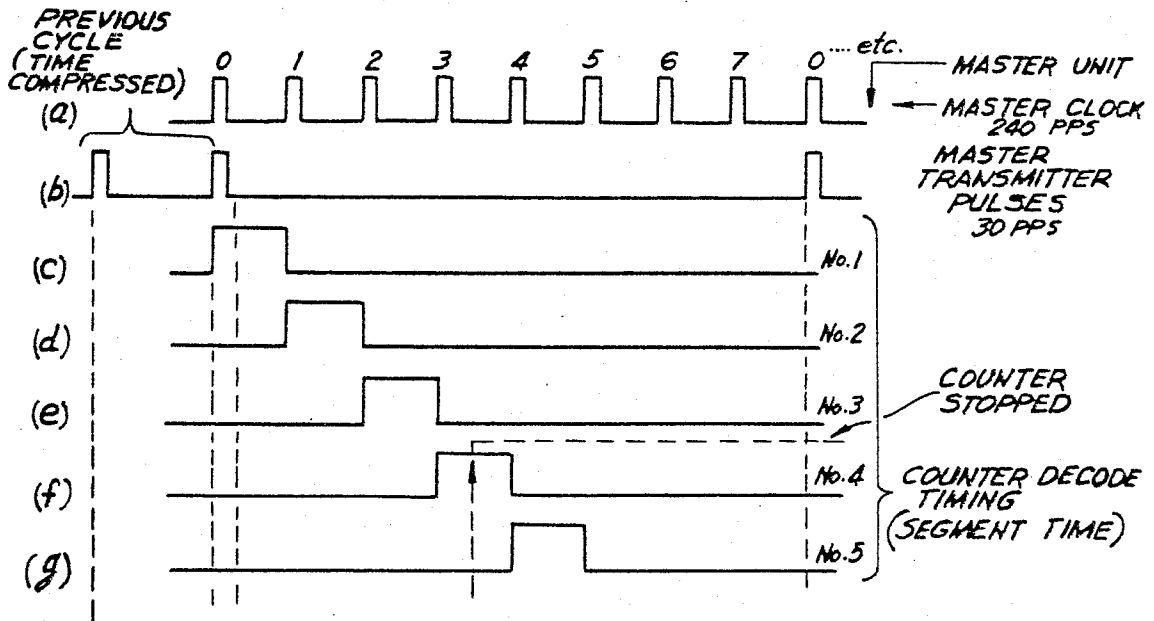 PREVIOUS
CYCLE
(TIME
COMPRESSED)
0 1 2 3 4 5 6 7 0 .... etc.
MASTER UNIT
(a)
MASTER CLOCK
240 PPS
(b)
MASTER
TRANSMITTER
PULSES
30 PPS
(c)
No.1
(d)
No.2
(e)
No.3
COUNTER
STOPPED
(f)
No.4
COUNTER DECODE
TIMING
(SEGMENT TIME)
(g)
No.5